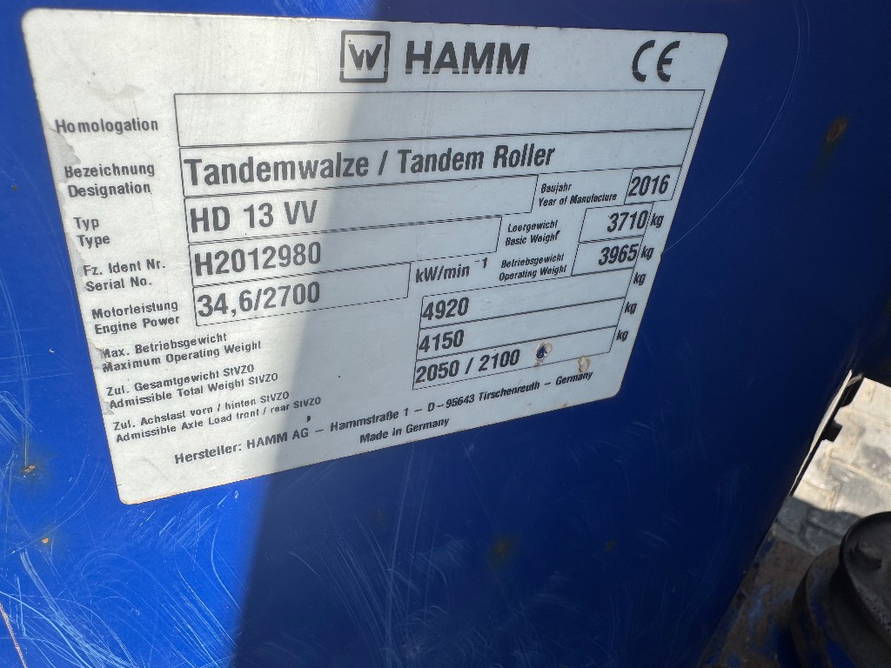 HAMM CE
Homologation
Bezeichnung
Designation
Tandemwalze / Tandem Roller
Typ
Type
HD 13 VV
Baujahr
Year of Manufacture
2016
Fz. Ident Nr.
Serial No.
H2012980
Leergewicht
Basic Weight
3710 kg
Motorleistung
Engine Power
34,6/2700
kW/min -1
Betriebsgewicht
Operating Weight
3965 kg
Max. Betriebsgewicht
Maximum Operating Weight
4920
kg
Zul. Gesamtgewicht StVZO
Admissible Total Weight StVZO
4150
kg
Zul. Achslast vorn / hinten StVZO
Admissible Axle Load front / rear StVZO
2050 / 2100
kg
Hersteller: HAMM AG – Hammstraße 1 – D – 95643 Tirschenreuth – Germany
Made in Germany